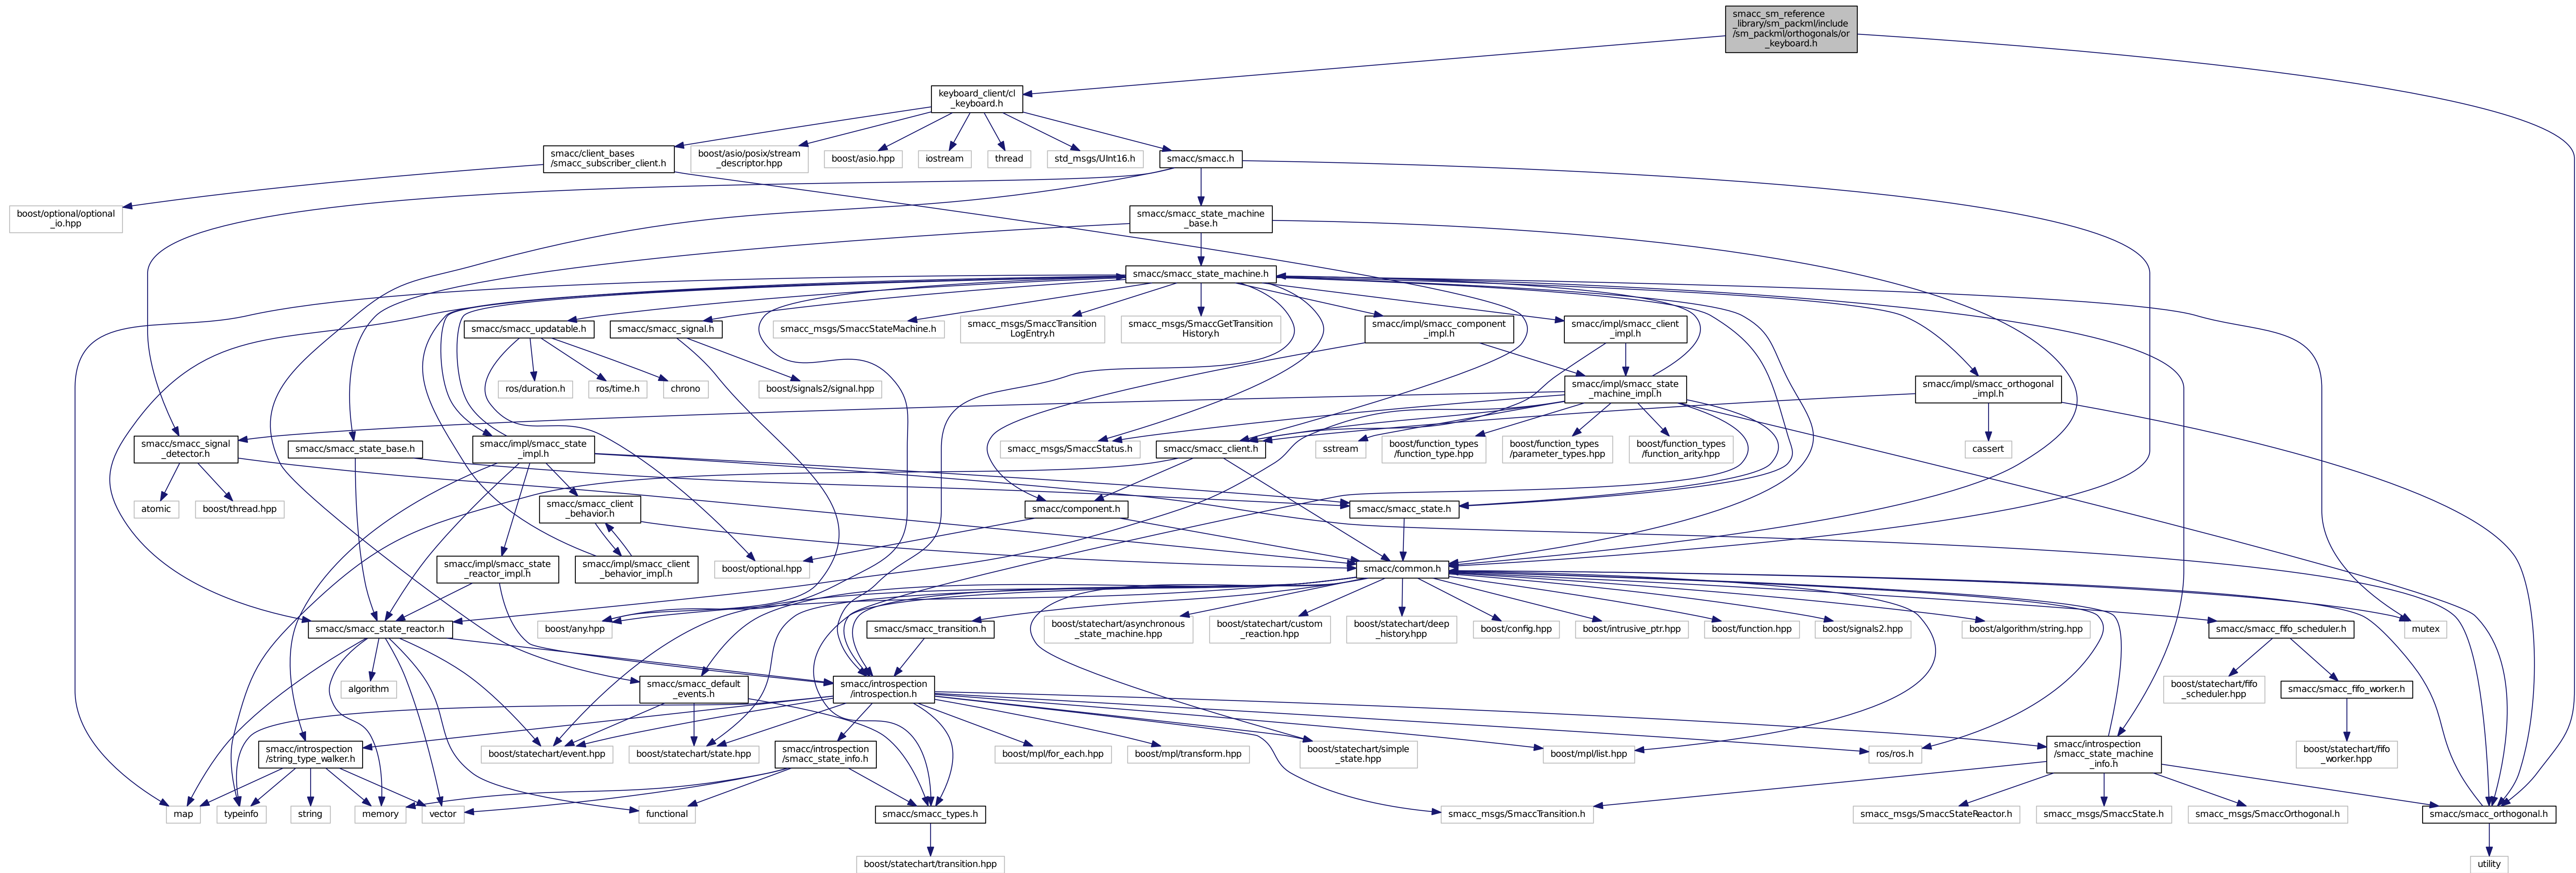 smacc_sm_reference
_library/sm_packml/include
/sm_packml/orthogonals/or
_keyboard.h
keyboard_client/cl
_keyboard.h
smacc/client_bases
/smacc_subscriber_client.h
boost/asio/posix/stream
_descriptor.hpp
boost/asio.hpp
iostream
thread
std_msgs/UInt16.h
smacc/smacc.h
boost/optional/optional
_io.hpp
smacc/smacc_state_machine
_base.h
smacc/smacc_state_machine.h
smacc/smacc_updatable.h
smacc/smacc_signal.h
smacc_msgs/SmaccStateMachine.h
smacc_msgs/SmaccTransition
LogEntry.h
smacc_msgs/SmaccGetTransition
History.h
smacc/impl/smacc_component
_impl.h
smacc/impl/smacc_client
_impl.h
ros/duration.h
ros/time.h
chrono
boost/signals2/signal.hpp
smacc/impl/smacc_state
_machine_impl.h
smacc/impl/smacc_orthogonal
_impl.h
smacc/smacc_signal
_detector.h
smacc/smacc_state_base.h
smacc/impl/smacc_state
_impl.h
smacc_msgs/SmaccStatus.h
smacc/smacc_client.h
sstream
boost/function_types
/function_type.hpp
boost/function_types
/parameter_types.hpp
boost/function_types
/function_arity.hpp
cassert
atomic
boost/thread.hpp
smacc/smacc_client
_behavior.h
smacc/component.h
smacc/smacc_state.h
smacc/impl/smacc_state
_reactor_impl.h
smacc/impl/smacc_client
_behavior_impl.h
boost/optional.hpp
smacc/common.h
smacc/smacc_state_reactor.h
boost/any.hpp
smacc/smacc_transition.h
boost/statechart/asynchronous
_state_machine.hpp
boost/statechart/custom
_reaction.hpp
boost/statechart/deep
_history.hpp
boost/config.hpp
boost/intrusive_ptr.hpp
boost/function.hpp
boost/signals2.hpp
boost/algorithm/string.hpp
smacc/smacc_fifo_scheduler.h
mutex
algorithm
smacc/smacc_default
_events.h
smacc/introspection
/introspection.h
boost/statechart/fifo
_scheduler.hpp
smacc/smacc_fifo_worker.h
smacc/introspection
/string_type_walker.h
boost/statechart/event.hpp
boost/statechart/state.hpp
smacc/introspection
/smacc_state_info.h
boost/mpl/for_each.hpp
boost/mpl/transform.hpp
boost/statechart/simple
_state.hpp
boost/mpl/list.hpp
ros/ros.h
smacc/introspection
/smacc_state_machine
_info.h
boost/statechart/fifo
_worker.hpp
map
typeinfo
string
memory
vector
functional
smacc/smacc_types.h
smacc_msgs/SmaccTransition.h
smacc_msgs/SmaccStateReactor.h
smacc_msgs/SmaccState.h
smacc_msgs/SmaccOrthogonal.h
smacc/smacc_orthogonal.h
boost/statechart/transition.hpp
utility